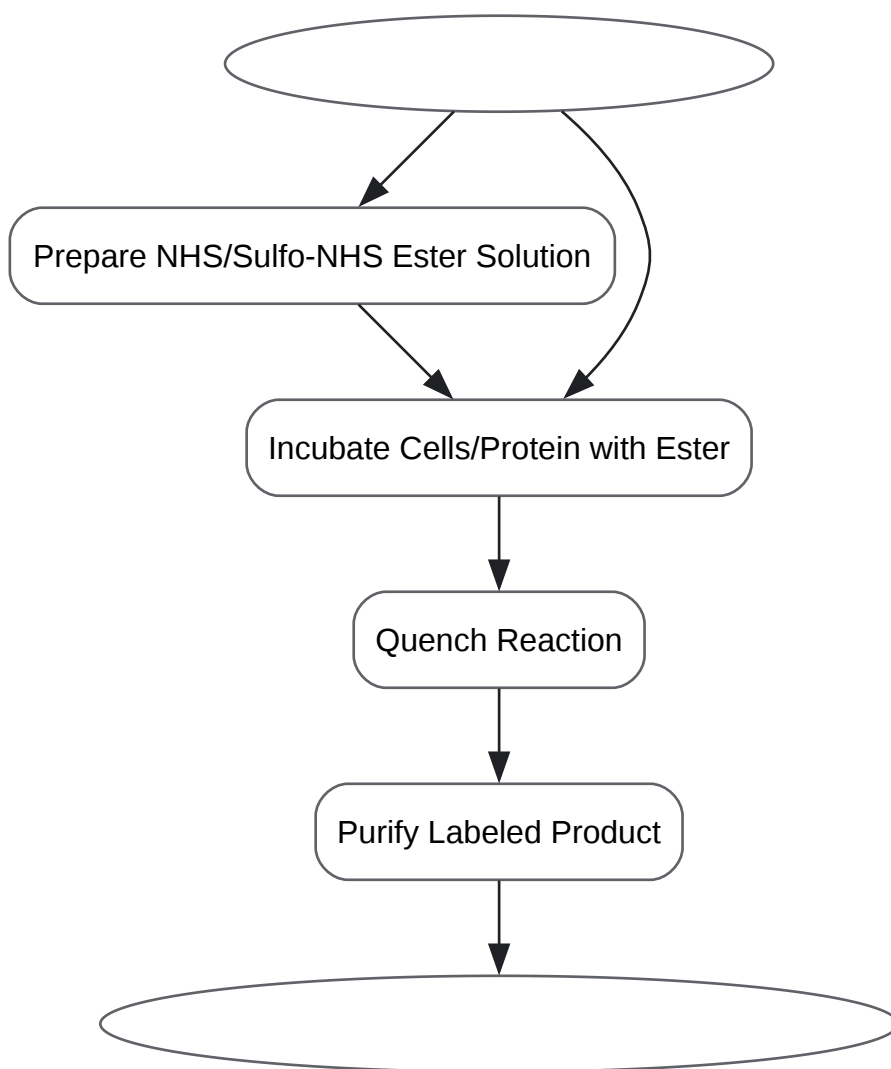 Prepare NHS/Sulfo-NHS Ester Solution
Incubate Cells/Protein with Ester
Quench Reaction
Purify Labeled Product